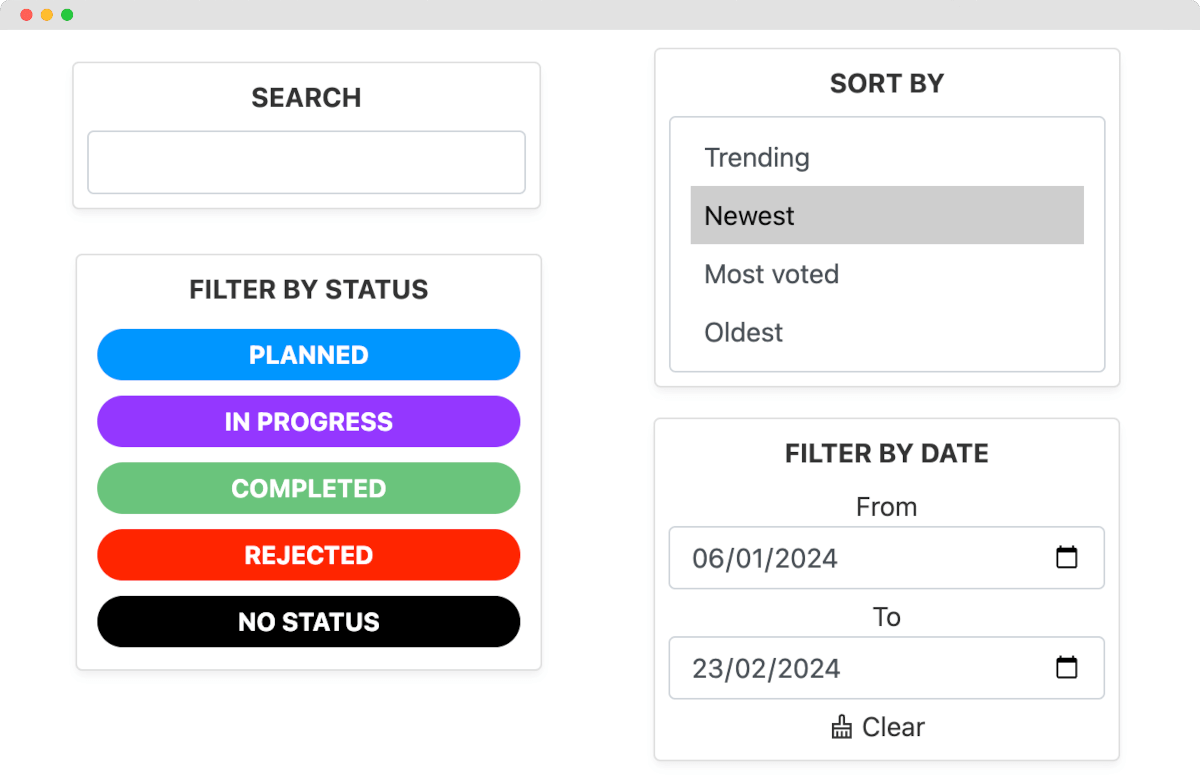 SEARCH
FILTER BY STATUS
PLANNED
IN PROGRESS
COMPLETED
REJECTED
NO STATUS
SORT BY
Trending
Newest
Most voted
Oldest
FILTER BY DATE
From
06/01/2024
To
23/02/2024
Clear